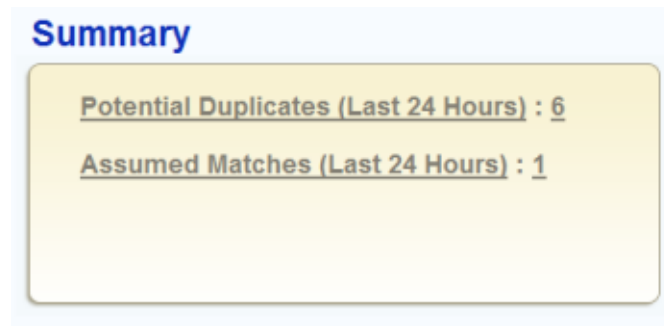 Summary
Potential Duplicates (Last 24 Hours) : 6
Assumed Matches (Last 24 Hours) : 1